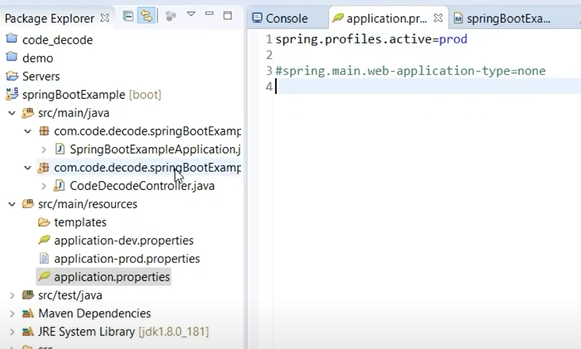 Package Explorer
code_decode
demo
Servers
springBootExample [boot]
src/main/java
com.code.decode.springBootExamp
SpringBootExampleApplication.j
com.code.decode.springBootExamp
CodeDecodeController.java
src/main/resources
templates
application-dev.properties
application-prod.properties
application.properties
src/test/java
Maven Dependencies
JRE System Library [jdk1.8.0_181]
Console
application.pr...
springBootExa...
1 spring.profiles.active=prod
2
3 #spring.main.web-application-type=none
4